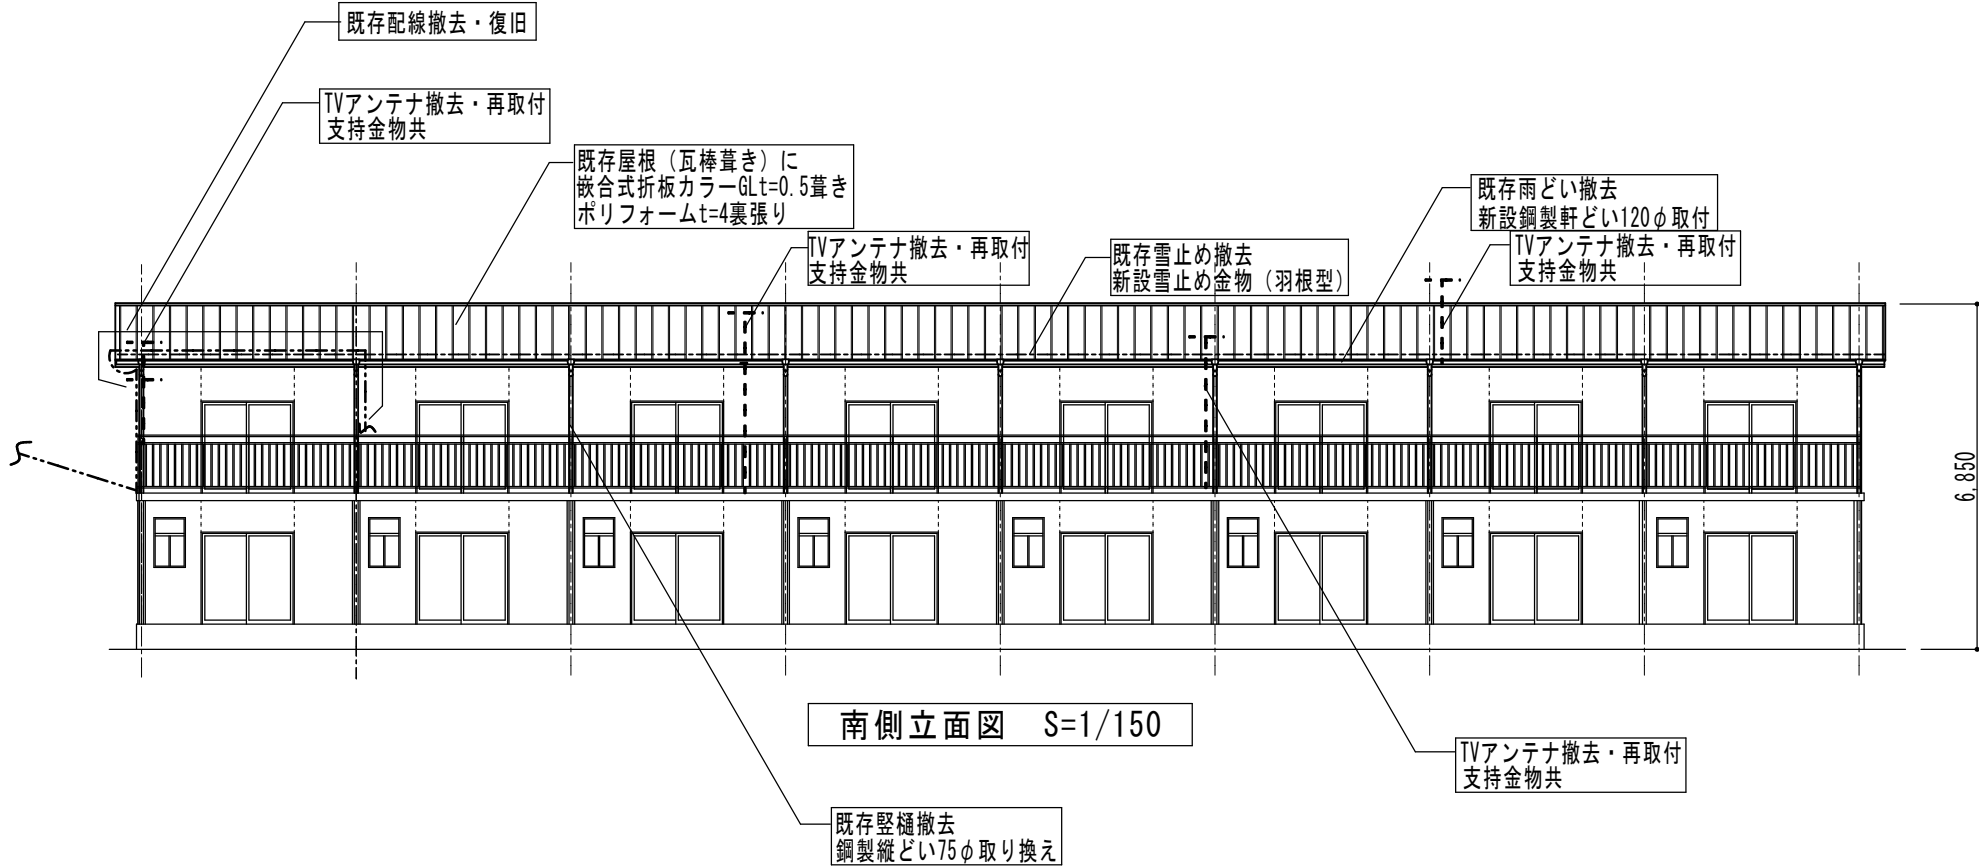 既存配線撤去・復旧
TVアンテナ撤去・再取付
支持金物共
既存屋根（瓦棒葺き）に
嵌合式折板カラーGLt=0.5葺き
ポリフォームt=4裏張り
既存雨どい撤去
新設鋼製軒どい120φ取付
TVアンテナ撤去・再取付
支持金物共
既存雪止め撤去
新設雪止め金物（羽根型）
TVアンテナ撤去・再取付
支持金物共
6,850
南側立面図 S=1/150
TVアンテナ撤去・再取付
支持金物共
既存竪樋撤去
鋼製縦どい75φ取り換え